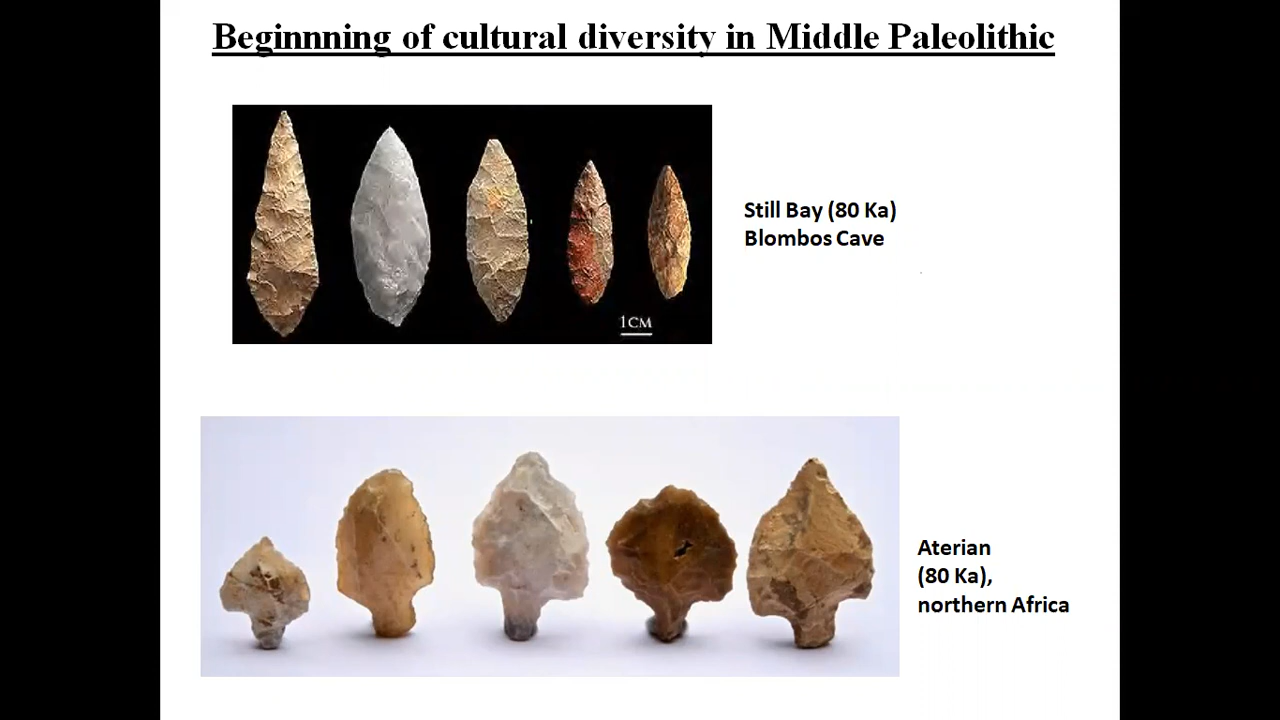 Beginnning of cultural diversity in Middle Paleolithic
Still Bay (80 Ka)
Blombos Cave
1CM
Aterian
(80 Ka),
northern Africa